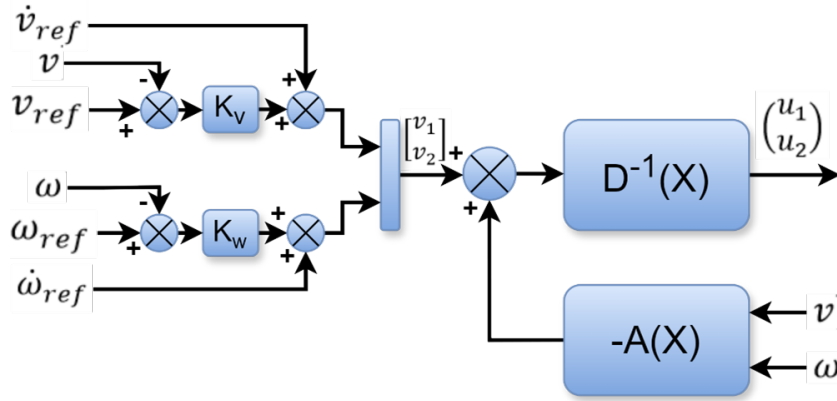 v̇ref
v
-
+
vref
+
Kv
+
[v1
v2]
+
(u1
u2)
D⁻¹(X)
ω
-
+
ωref
+
Kw
+
+
ω̇ref
-A(X)
v
ω